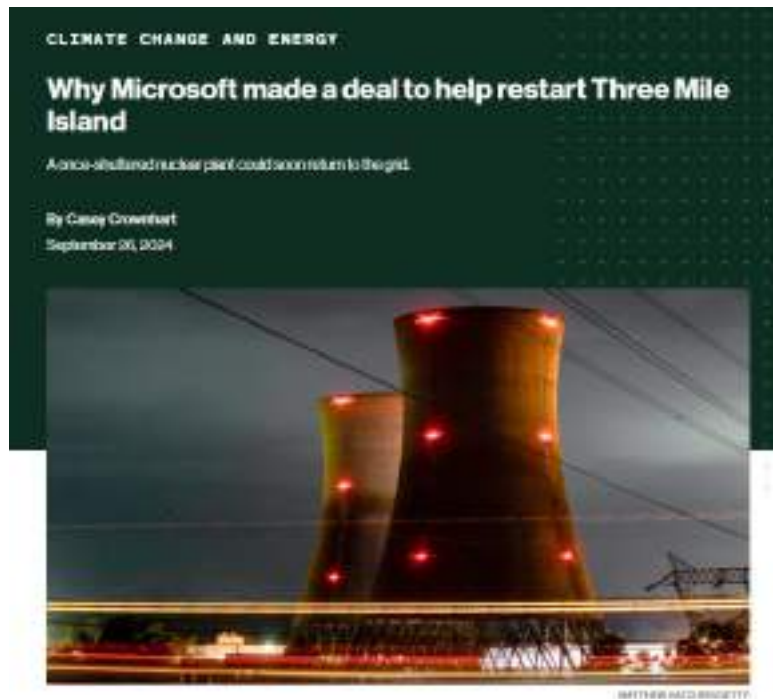 CLIMATE CHANGE AND ENERGY
Why Microsoft made a deal to help restart Three Mile
Island
A once-shuttered nuclear plant could soon return to the grid.
By Casey Crownhart
September 26, 2024